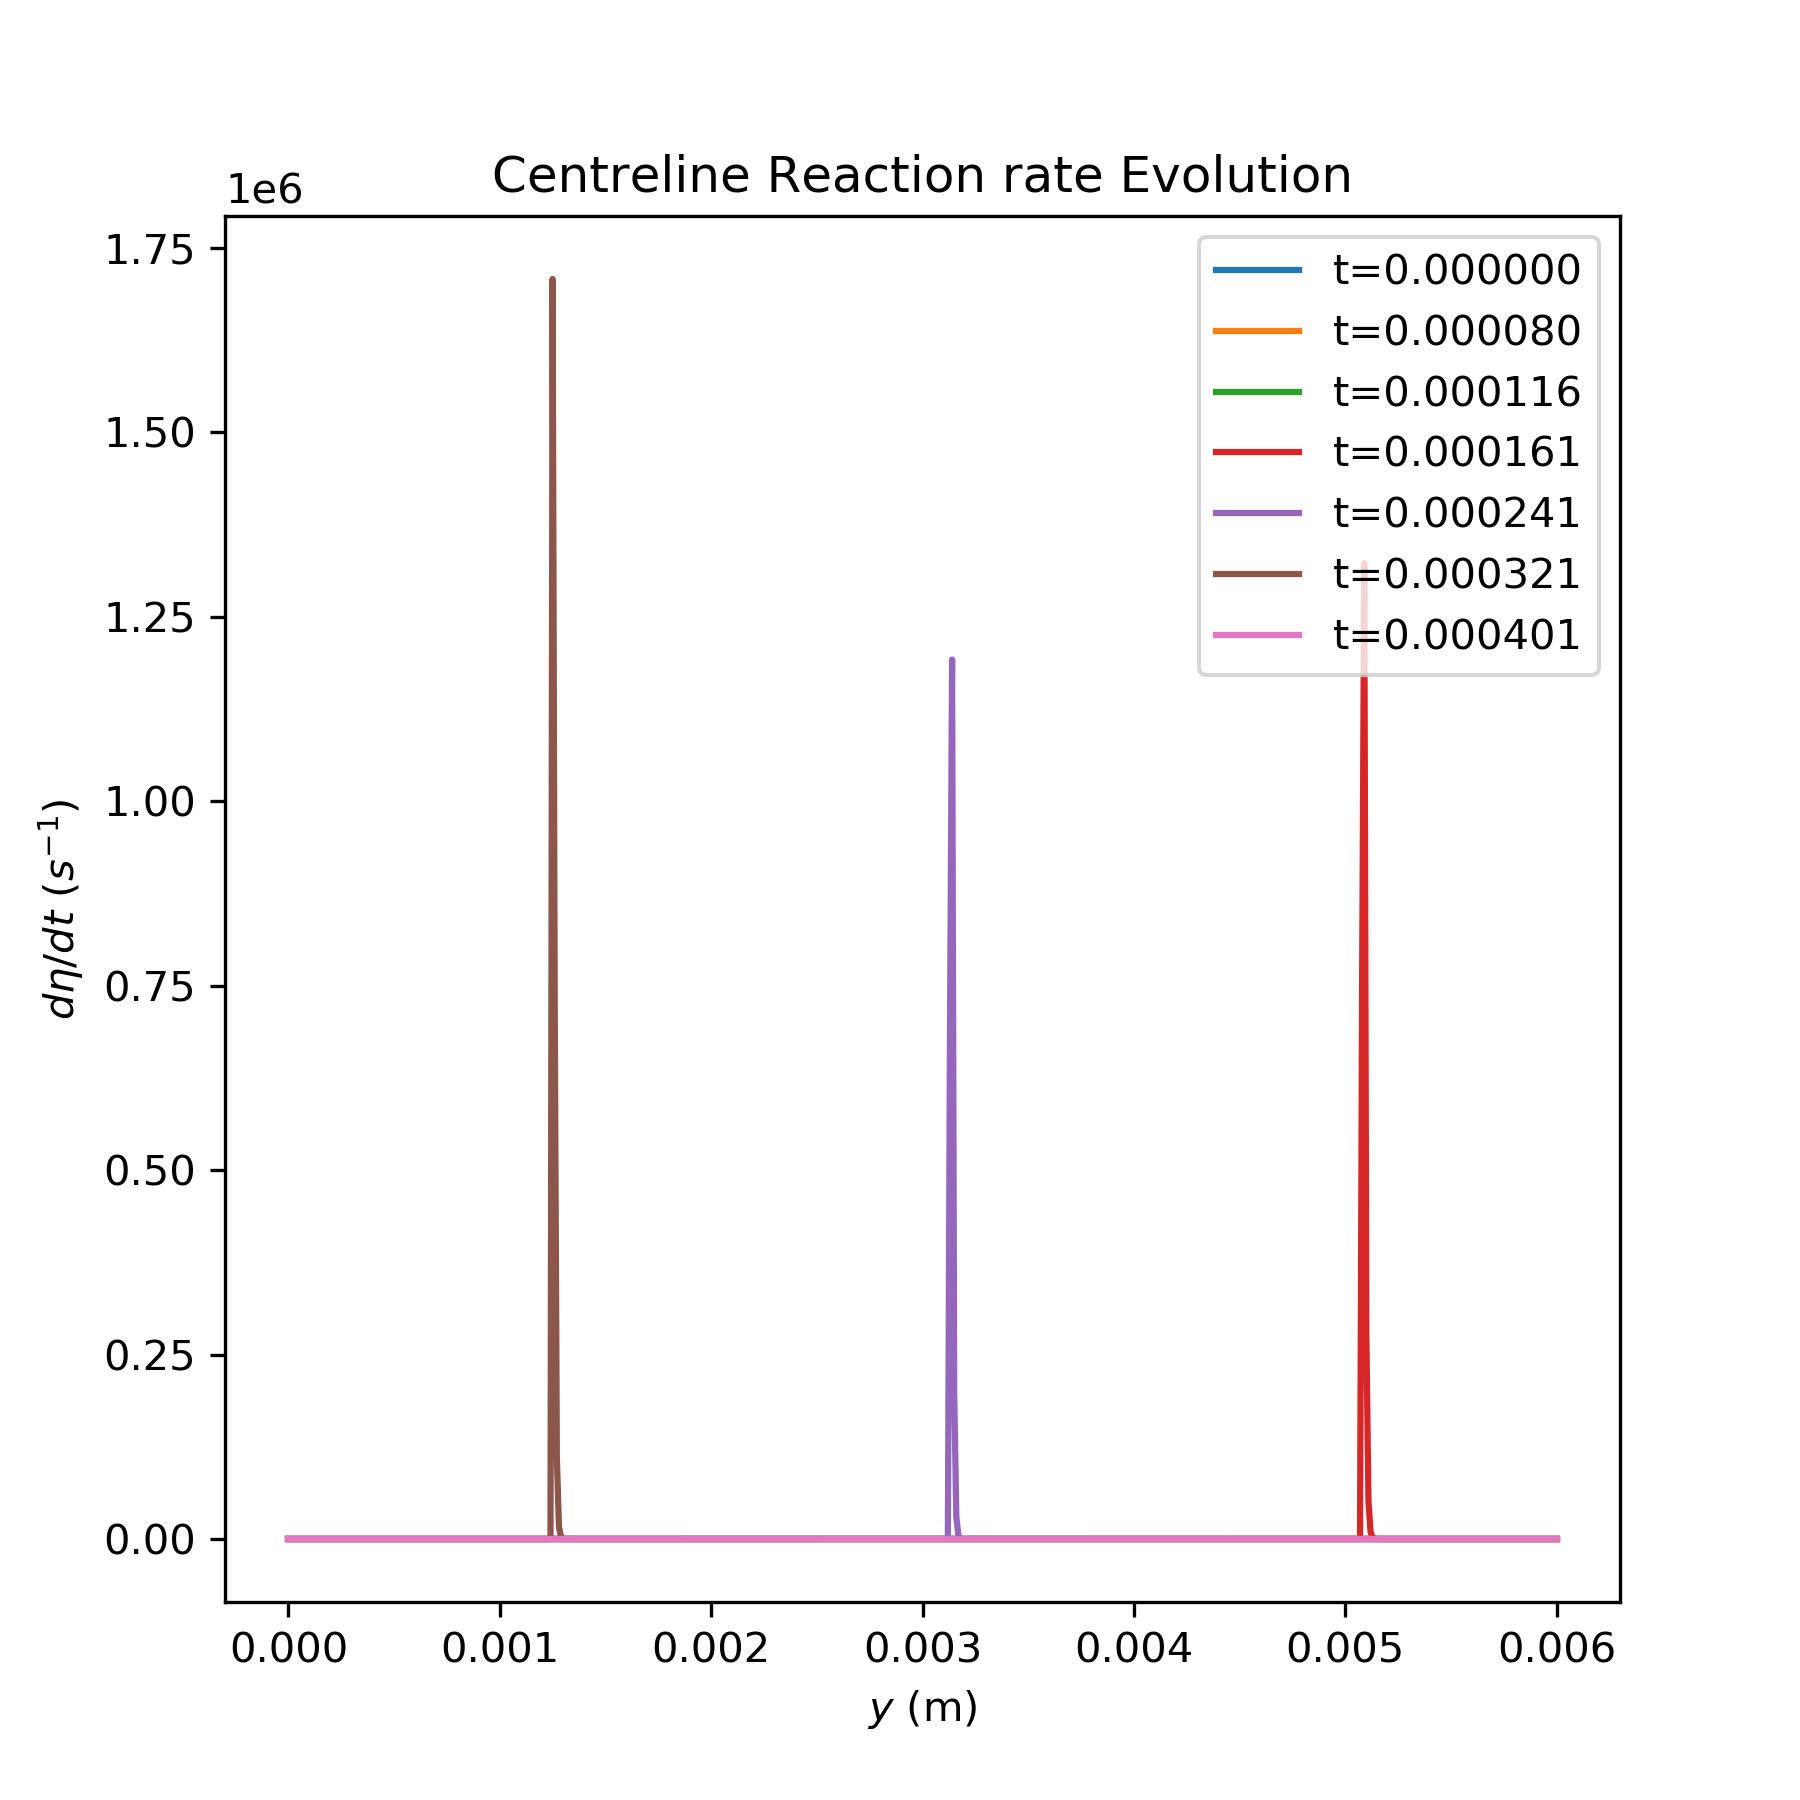 Centreline Reaction rate Evolution
1e6
1.75
1.50
1.25
1.00
0.75
0.50
0.25
0.00
dη/dt (s⁻¹)
t=0.000000
t=0.000080
t=0.000116
t=0.000161
t=0.000241
t=0.000321
t=0.000401
0.000 0.001 0.002 0.003 0.004 0.005 0.006
y (m)